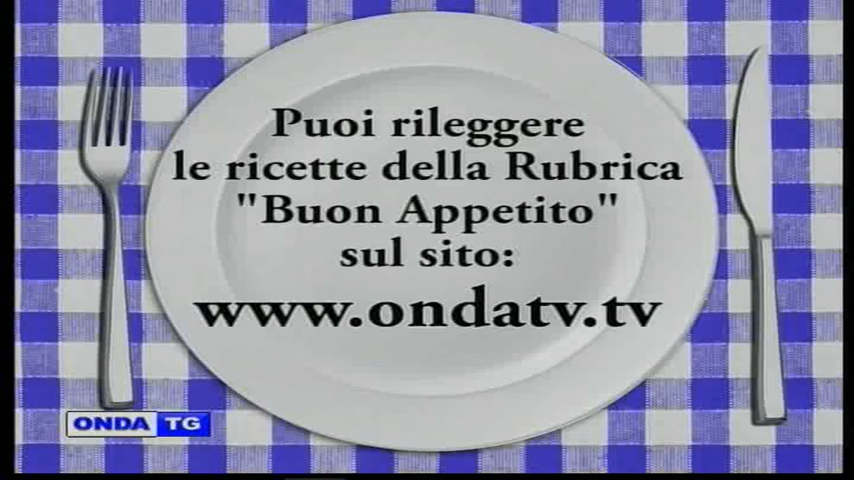 Puoi rileggere
le ricette della Rubrica
"Buon Appetito"
sul sito:
www.ondatv.tv
ONDA TG